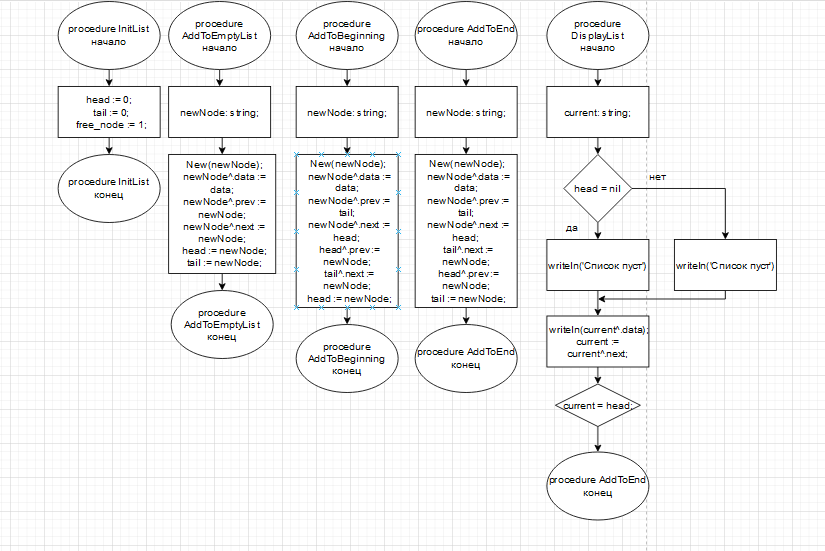 procedure InitList
начало
head := 0;
tail := 0;
free_node := 1;
procedure InitList
конец
procedure
AddToEmptyList
начало
newNode: string;
New(newNode);
newNode^.data :=
data;
newNode^.prev :=
newNode;
newNode^.next :=
newNode;
head := newNode;
tail := newNode;
procedure
AddToEmptyList
конец
procedure
AddToBeginning
начало
newNode: string;
New(newNode);
newNode^.data :=
data;
newNode^.prev :=
tail;
newNode^.next :=
head;
head^.prev :=
newNode;
tail^.next :=
newNode;
head := newNode;
procedure
AddToBeginning
конец
procedure AddToEnd
начало
newNode: string;
New(newNode);
newNode^.data :=
data;
newNode^.prev :=
tail;
newNode^.next :=
head;
tail^.next :=
newNode;
head^.prev :=
newNode;
tail := newNode;
procedure AddToEnd
конец
procedure
DisplayList
начало
current: string;
head = nil
нет
да
writeln('Список пуст')
writeln('Список пуст')
writeln(current^.data);
current :=
current^.next;
current = head;
procedure AddToEnd
конец